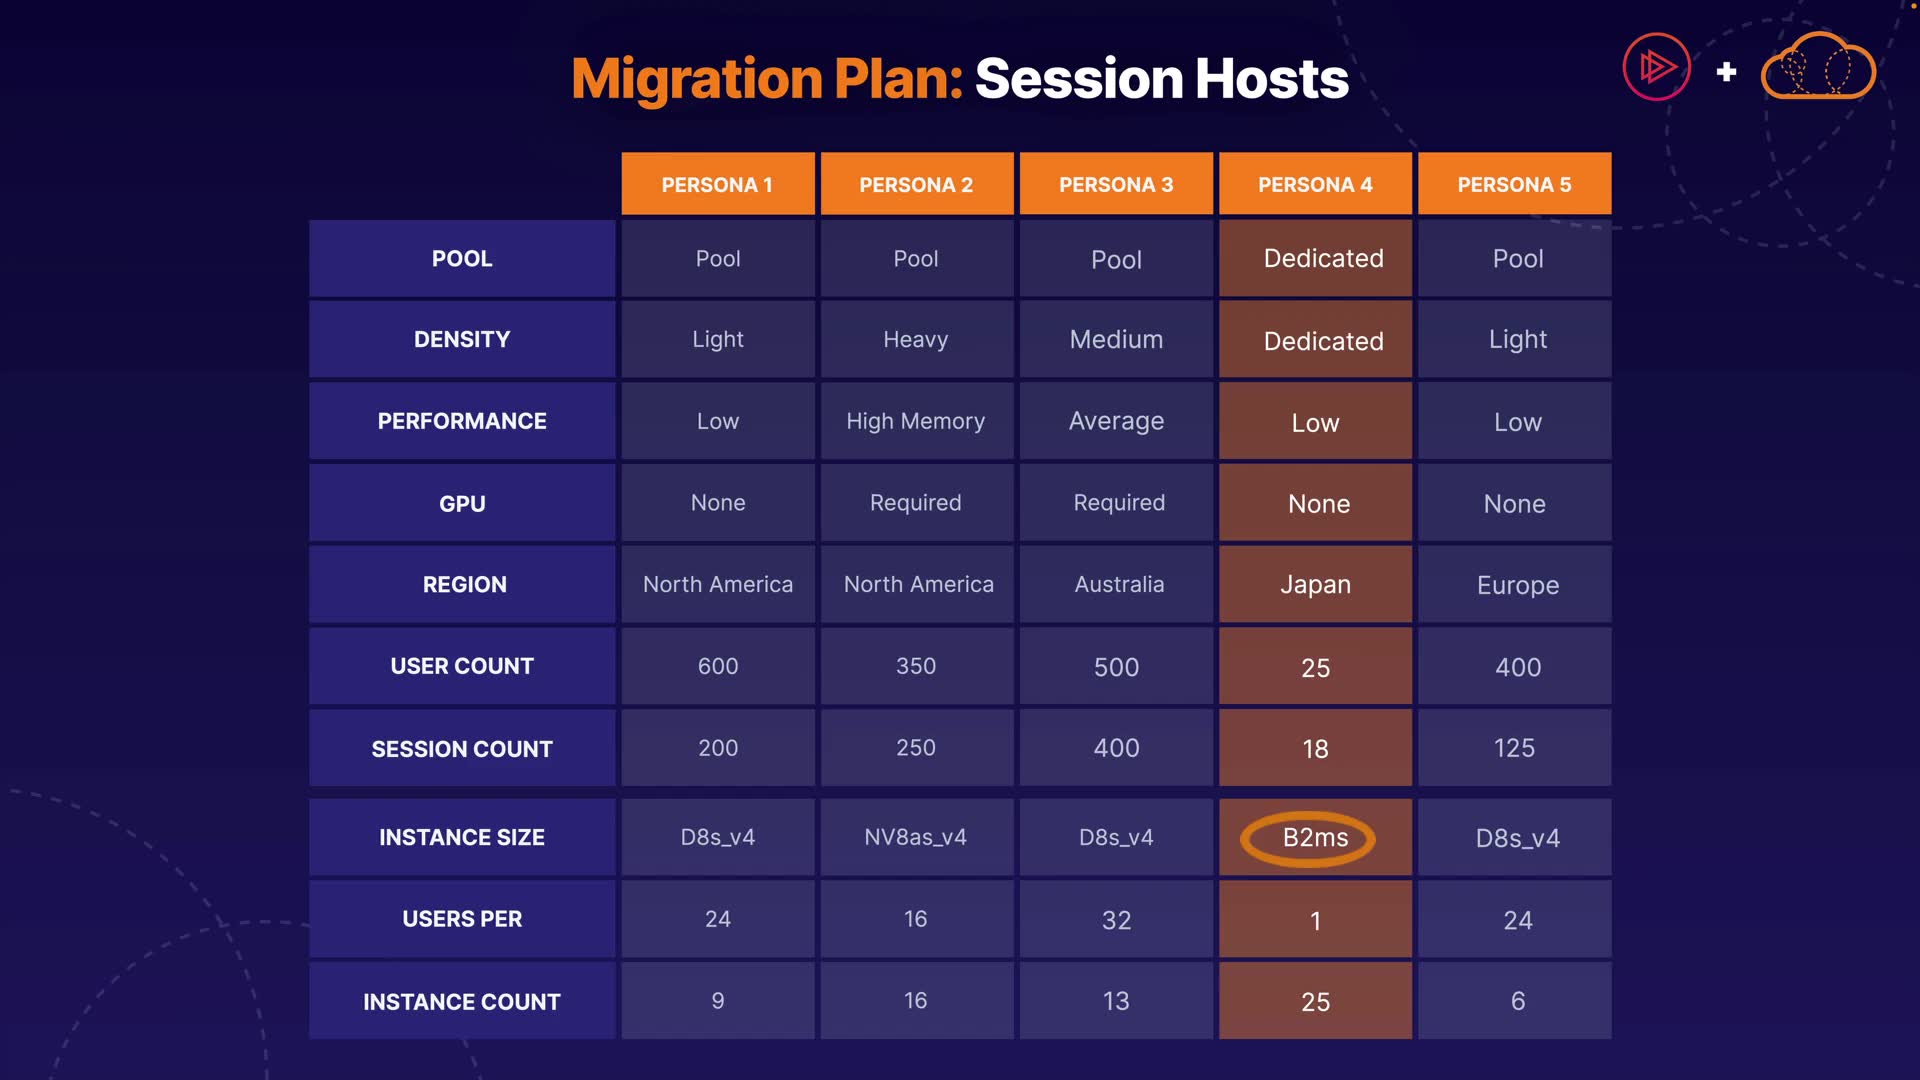 Migration Plan: Session Hosts
PERSONA 1 PERSONA 2 PERSONA 3 PERSONA 4 PERSONA 5
POOL Pool Pool Pool Dedicated Pool
DENSITY Light Heavy Medium Dedicated Light
PERFORMANCE Low High Memory Average Low Low
GPU None Required Required None None
REGION North America North America Australia Japan Europe
USER COUNT 600 350 500 25 400
SESSION COUNT 200 250 400 18 125
INSTANCE SIZE D8s_v4 NV8as_v4 D8s_v4 B2ms D8s_v4
USERS PER 24 16 32 1 24
INSTANCE COUNT 9 16 13 25 6